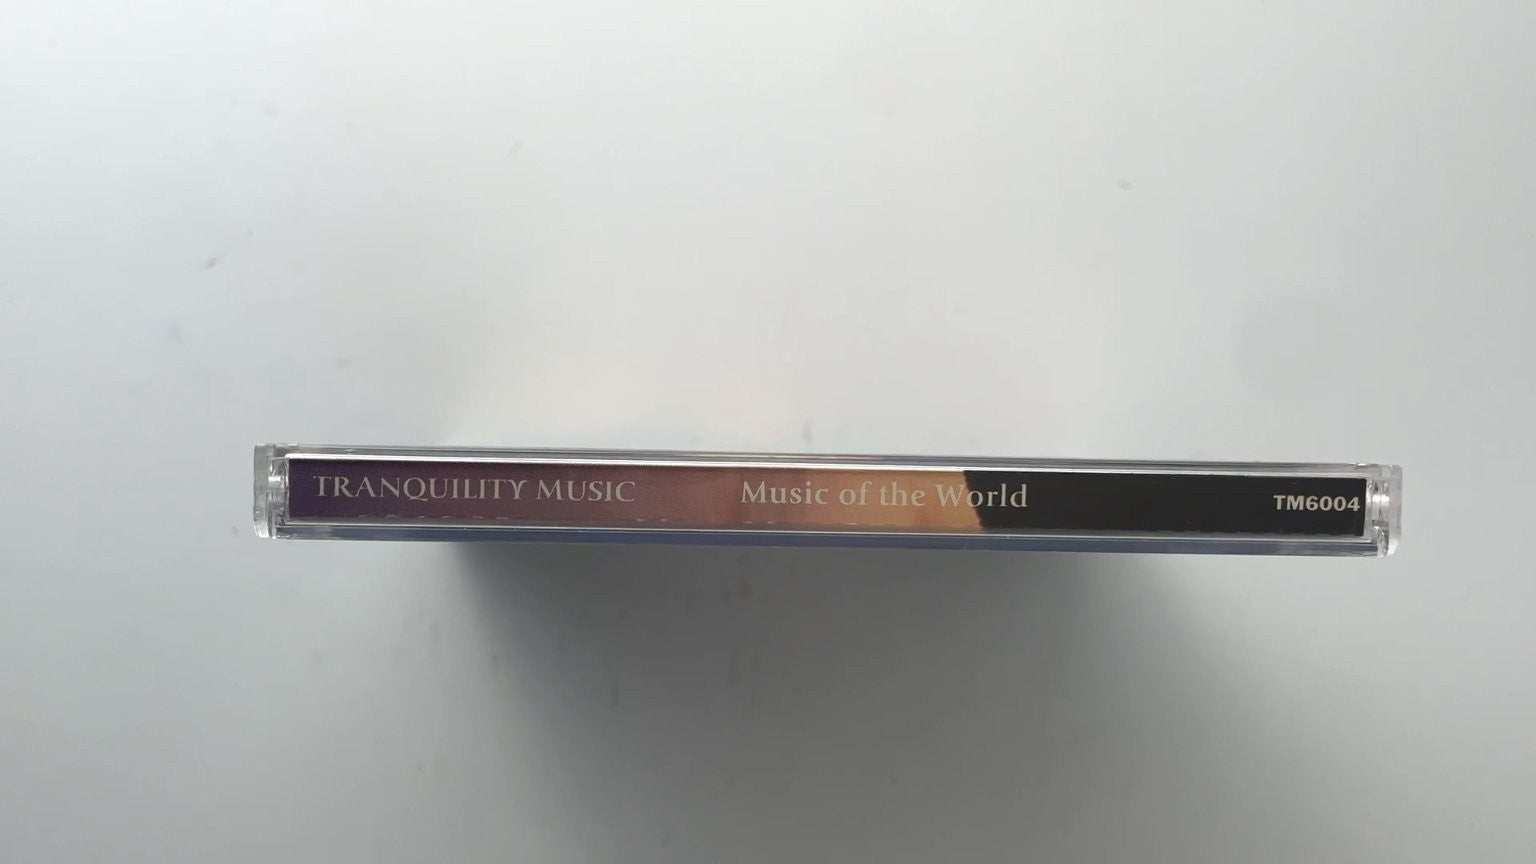 TRANQUILITY MUSIC Music of the World TM6004